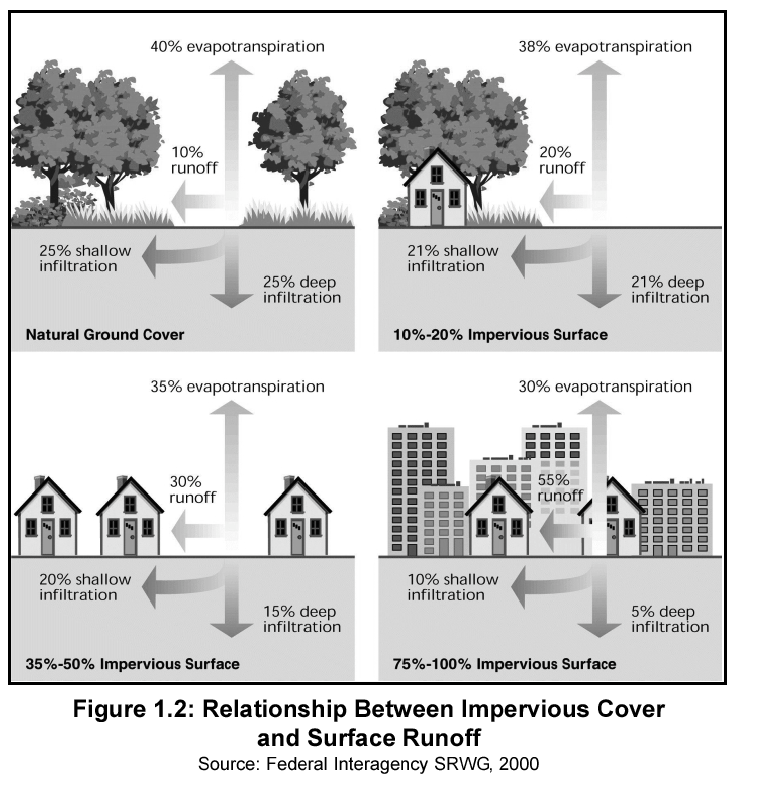 40% evapotranspiration
10%
runoff
25% shallow
infiltration
25% deep
infiltration
Natural Ground Cover
38% evapotranspiration
20%
runoff
21% shallow
infiltration
21% deep
infiltration
10%-20% Impervious Surface
35% evapotranspiration
30%
runoff
20% shallow
infiltration
15% deep
infiltration
35%-50% Impervious Surface
30% evapotranspiration
55%
runoff
10% shallow
infiltration
5% deep
infiltration
75%-100% Impervious Surface
Figure 1.2: Relationship Between Impervious Cover
and Surface Runoff
Source: Federal Interagency SRWG, 2000